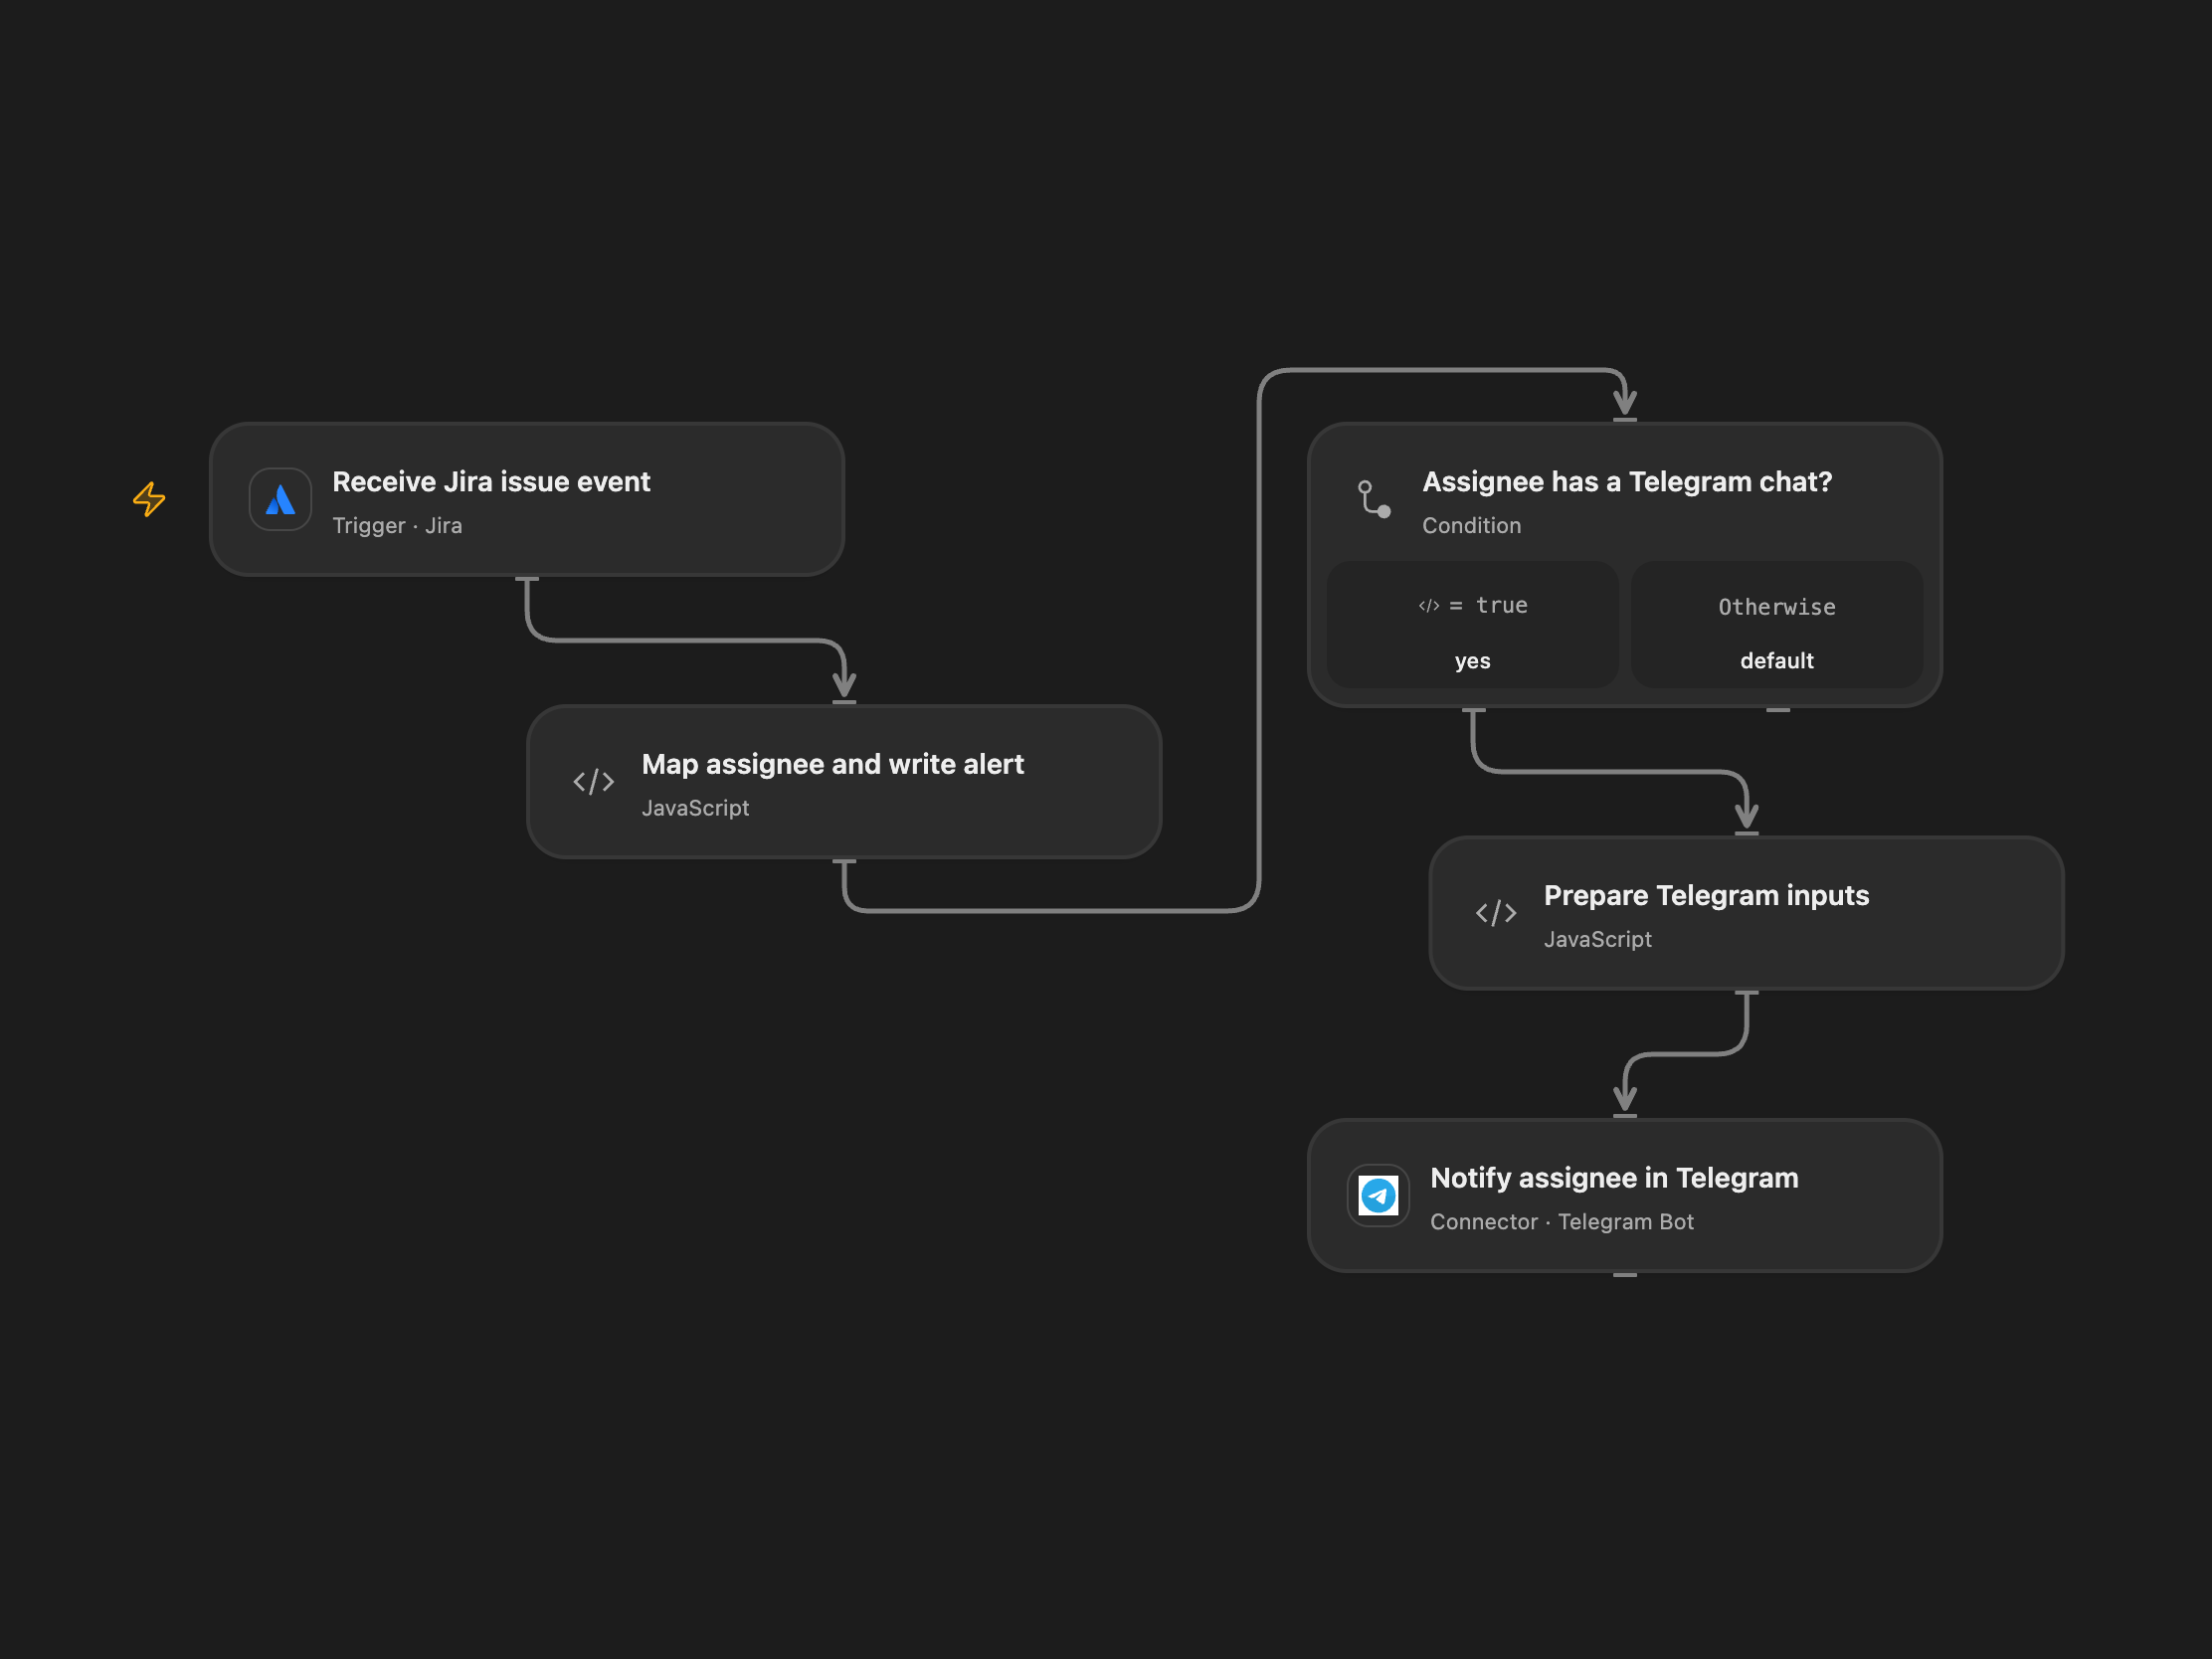 Receive Jira issue event
Trigger · Jira
Map assignee and write alert
JavaScript
Assignee has a Telegram chat?
Condition
</> = true
yes
Otherwise
default
Prepare Telegram inputs
JavaScript
Notify assignee in Telegram
Connector · Telegram Bot